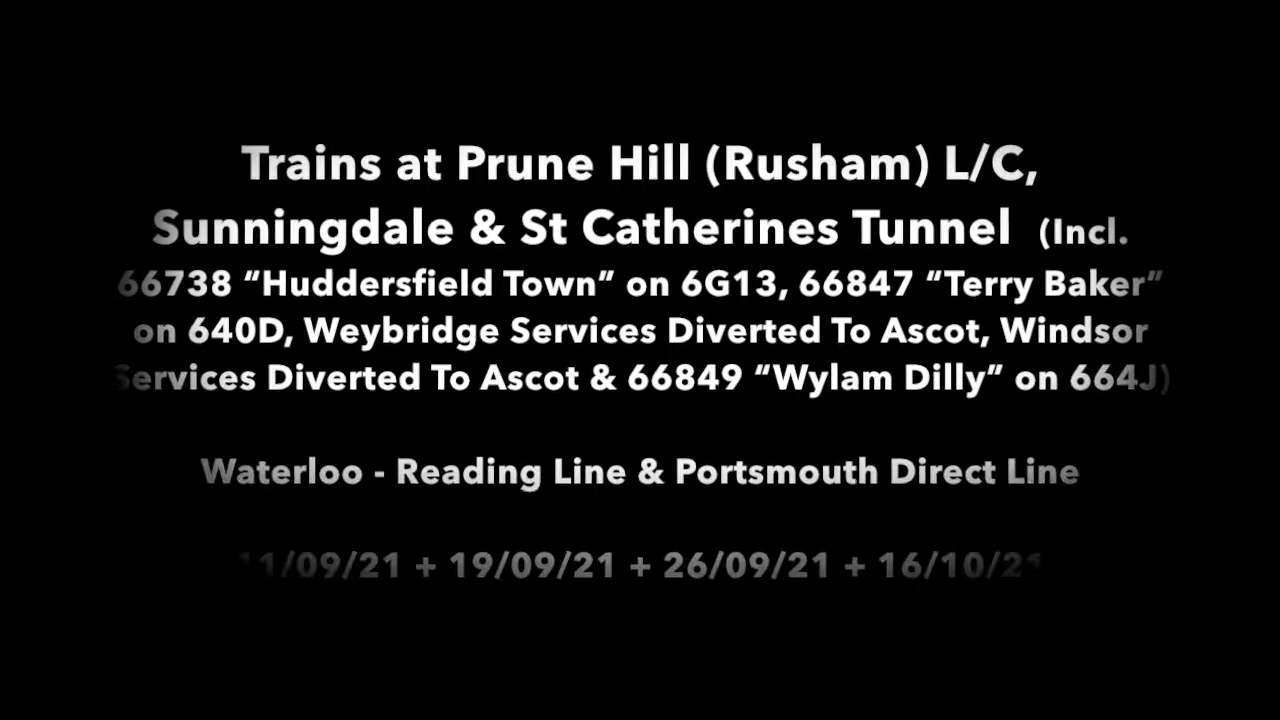 Trains at Prune Hill (Rusham) L/C,
Sunningdale & St Catherines Tunnel (Incl.
66738 “Huddersfield Town” on 6G13, 66847 “Terry Baker”
on 640D, Weybridge Services Diverted To Ascot, Windsor
Services Diverted To Ascot & 66849 “Wylam Dilly” on 664J)
Waterloo - Reading Line & Portsmouth Direct Line
11/09/21 + 19/09/21 + 26/09/21 + 16/10/21